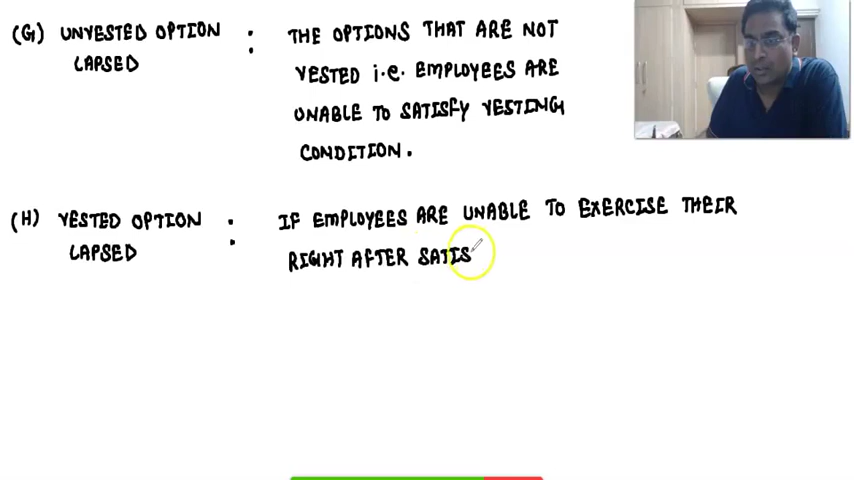 (G) UNVESTED OPTION : THE OPTIONS THAT ARE NOT
LAPSED VESTED i.e. EMPLOYEES ARE
UNABLE TO SATISFY VESTING
CONDITION.
(H) VESTED OPTION : IF EMPLOYEES ARE UNABLE TO EXERCISE THEIR
LAPSED RIGHT AFTER SATIS